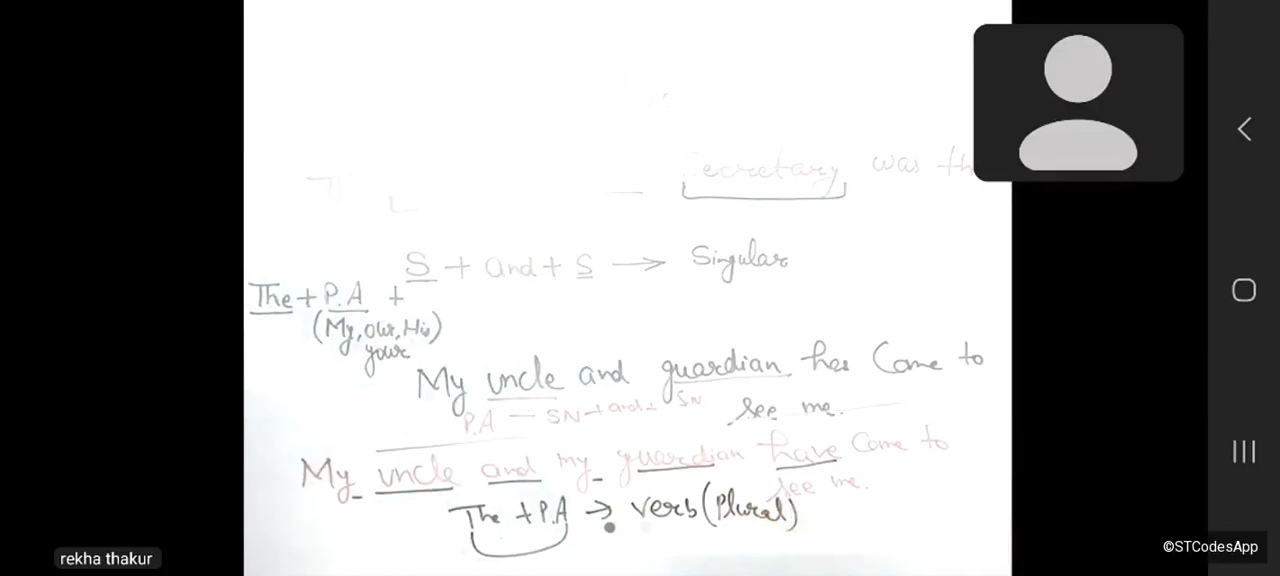 Secretary was
S + and + S → Singular
The + P.A +
(My, Our, His)
your
My uncle and guardian has Come to
see me.
P.A — SN + and + SN
My uncle and my guardian have Come to
see me.
The + P.A → verb (Plural)
rekha thakur
©STCodesApp